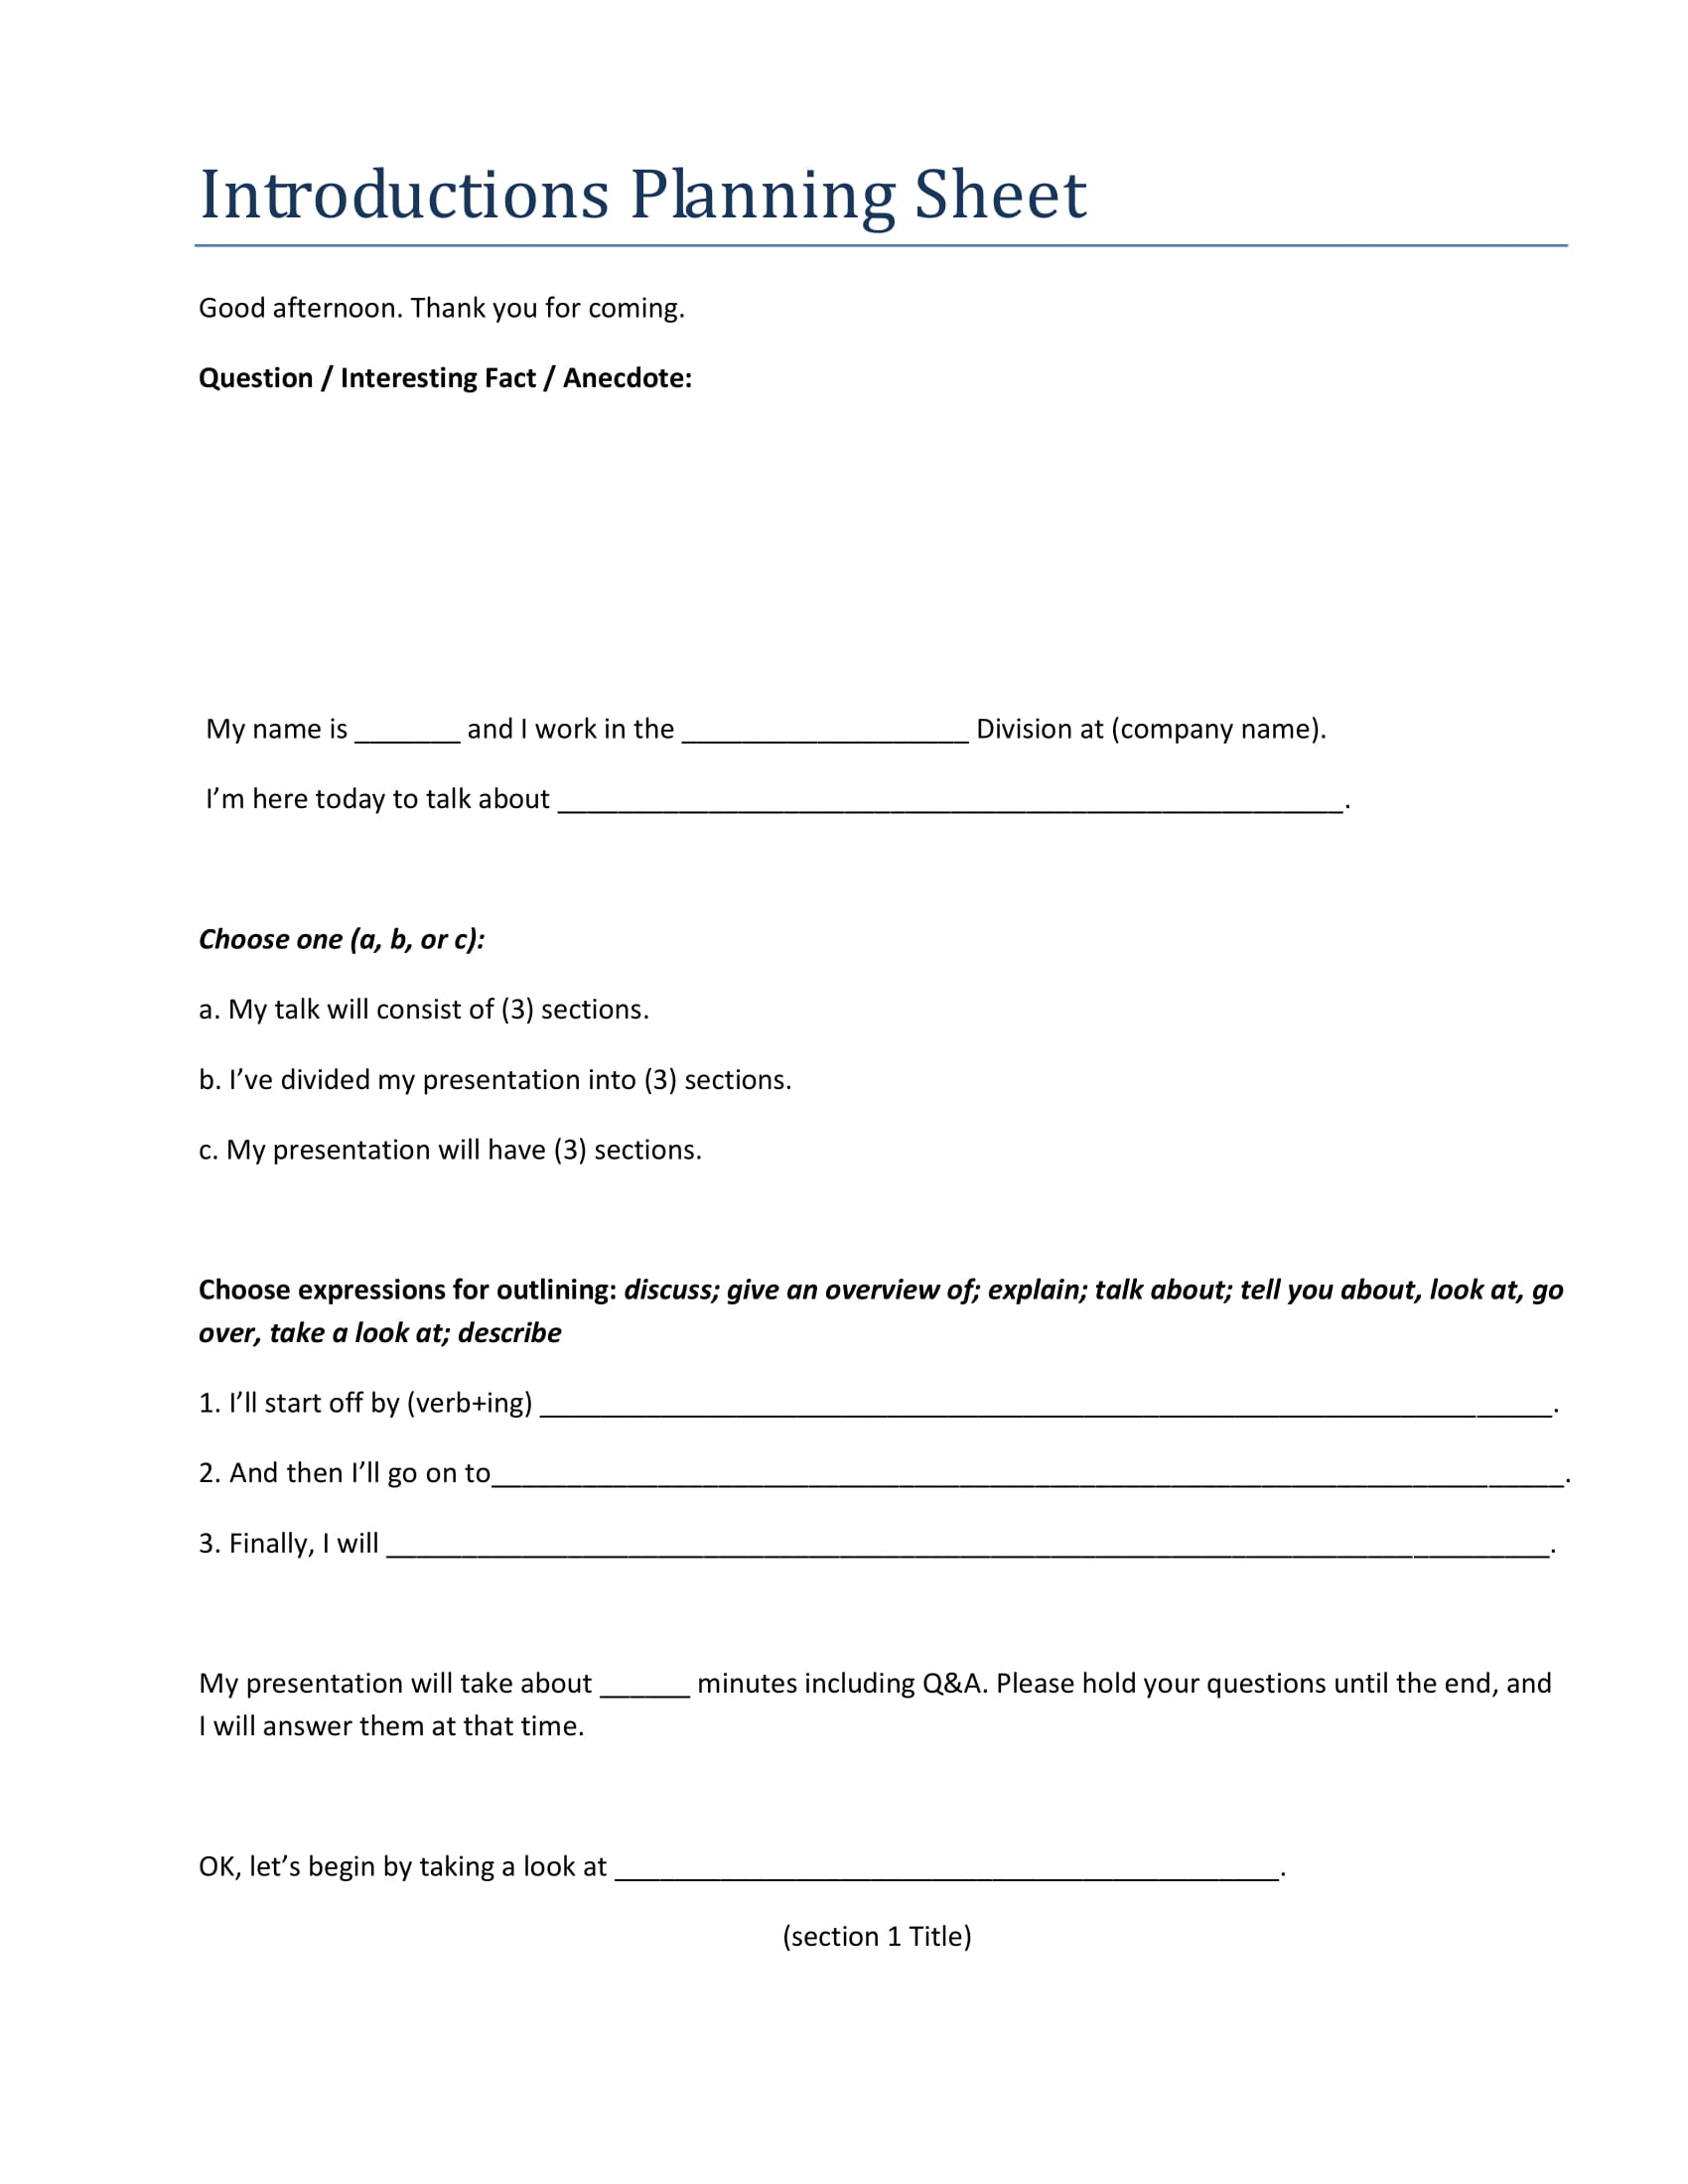 Introductions Planning Sheet
Good afternoon. Thank you for coming.
Question / Interesting Fact / Anecdote:
My name is _______ and I work in the ___________________ Division at (company name).
I’m here today to talk about ____________________________________________________.
Choose one (a, b, or c):
a. My talk will consist of (3) sections.
b. I’ve divided my presentation into (3) sections.
c. My presentation will have (3) sections.
Choose expressions for outlining: discuss; give an overview of; explain; talk about; tell you about, look at, go
over, take a look at; describe
1. I’ll start off by (verb+ing) ___________________________________________________________________.
2. And then I’ll go on to_______________________________________________________________________.
3. Finally, I will _____________________________________________________________________________.
My presentation will take about ______ minutes including Q&A. Please hold your questions until the end, and
I will answer them at that time.
OK, let’s begin by taking a look at ____________________________________________.
(section 1 Title)